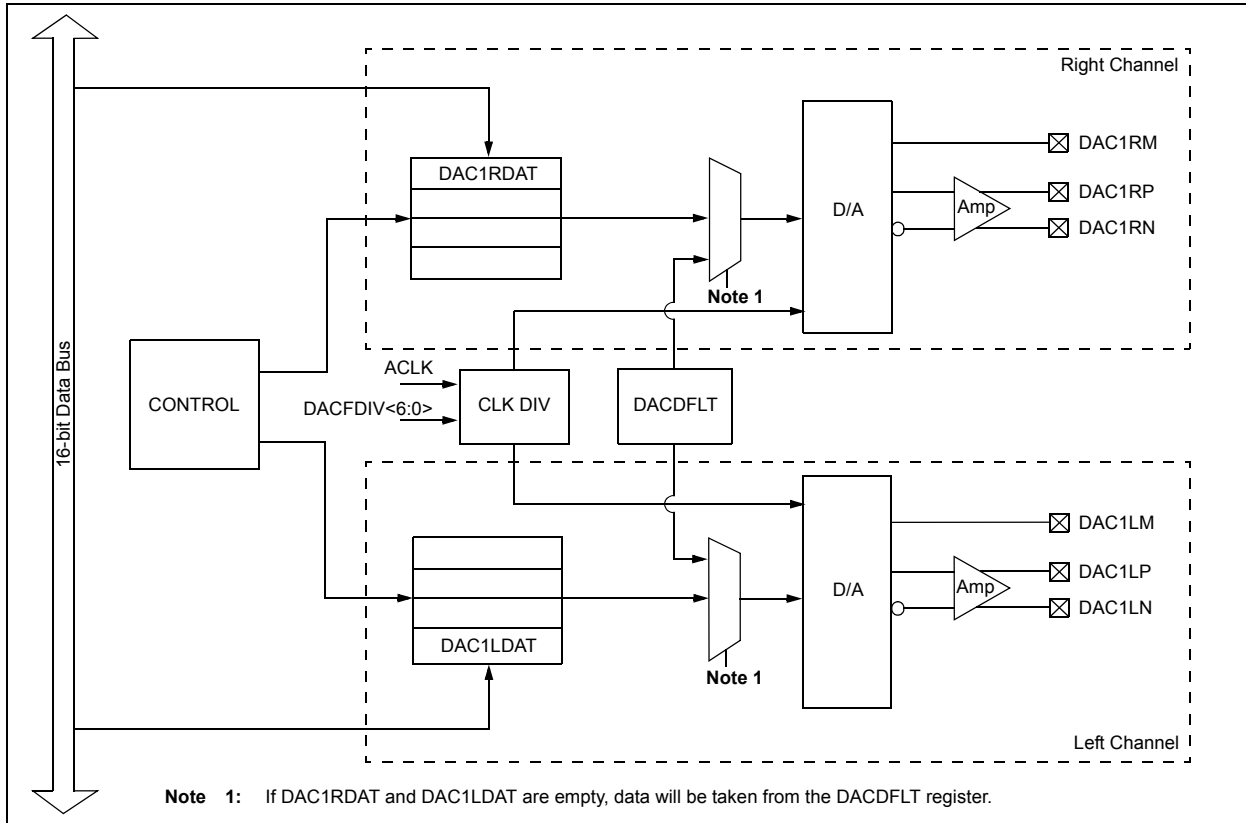 Right Channel
DAC1RDAT
D/A
Amp
DAC1RM
DAC1RP
DAC1RN
Note 1
16-bit Data Bus
CONTROL
ACLK
DACFDIV<6:0>
CLK DIV
DACDFLT
DAC1LDAT
D/A
Amp
DAC1LM
DAC1LP
DAC1LN
Note 1
Left Channel
Note 1: If DAC1RDAT and DAC1LDAT are empty, data will be taken from the DACDFLT register.